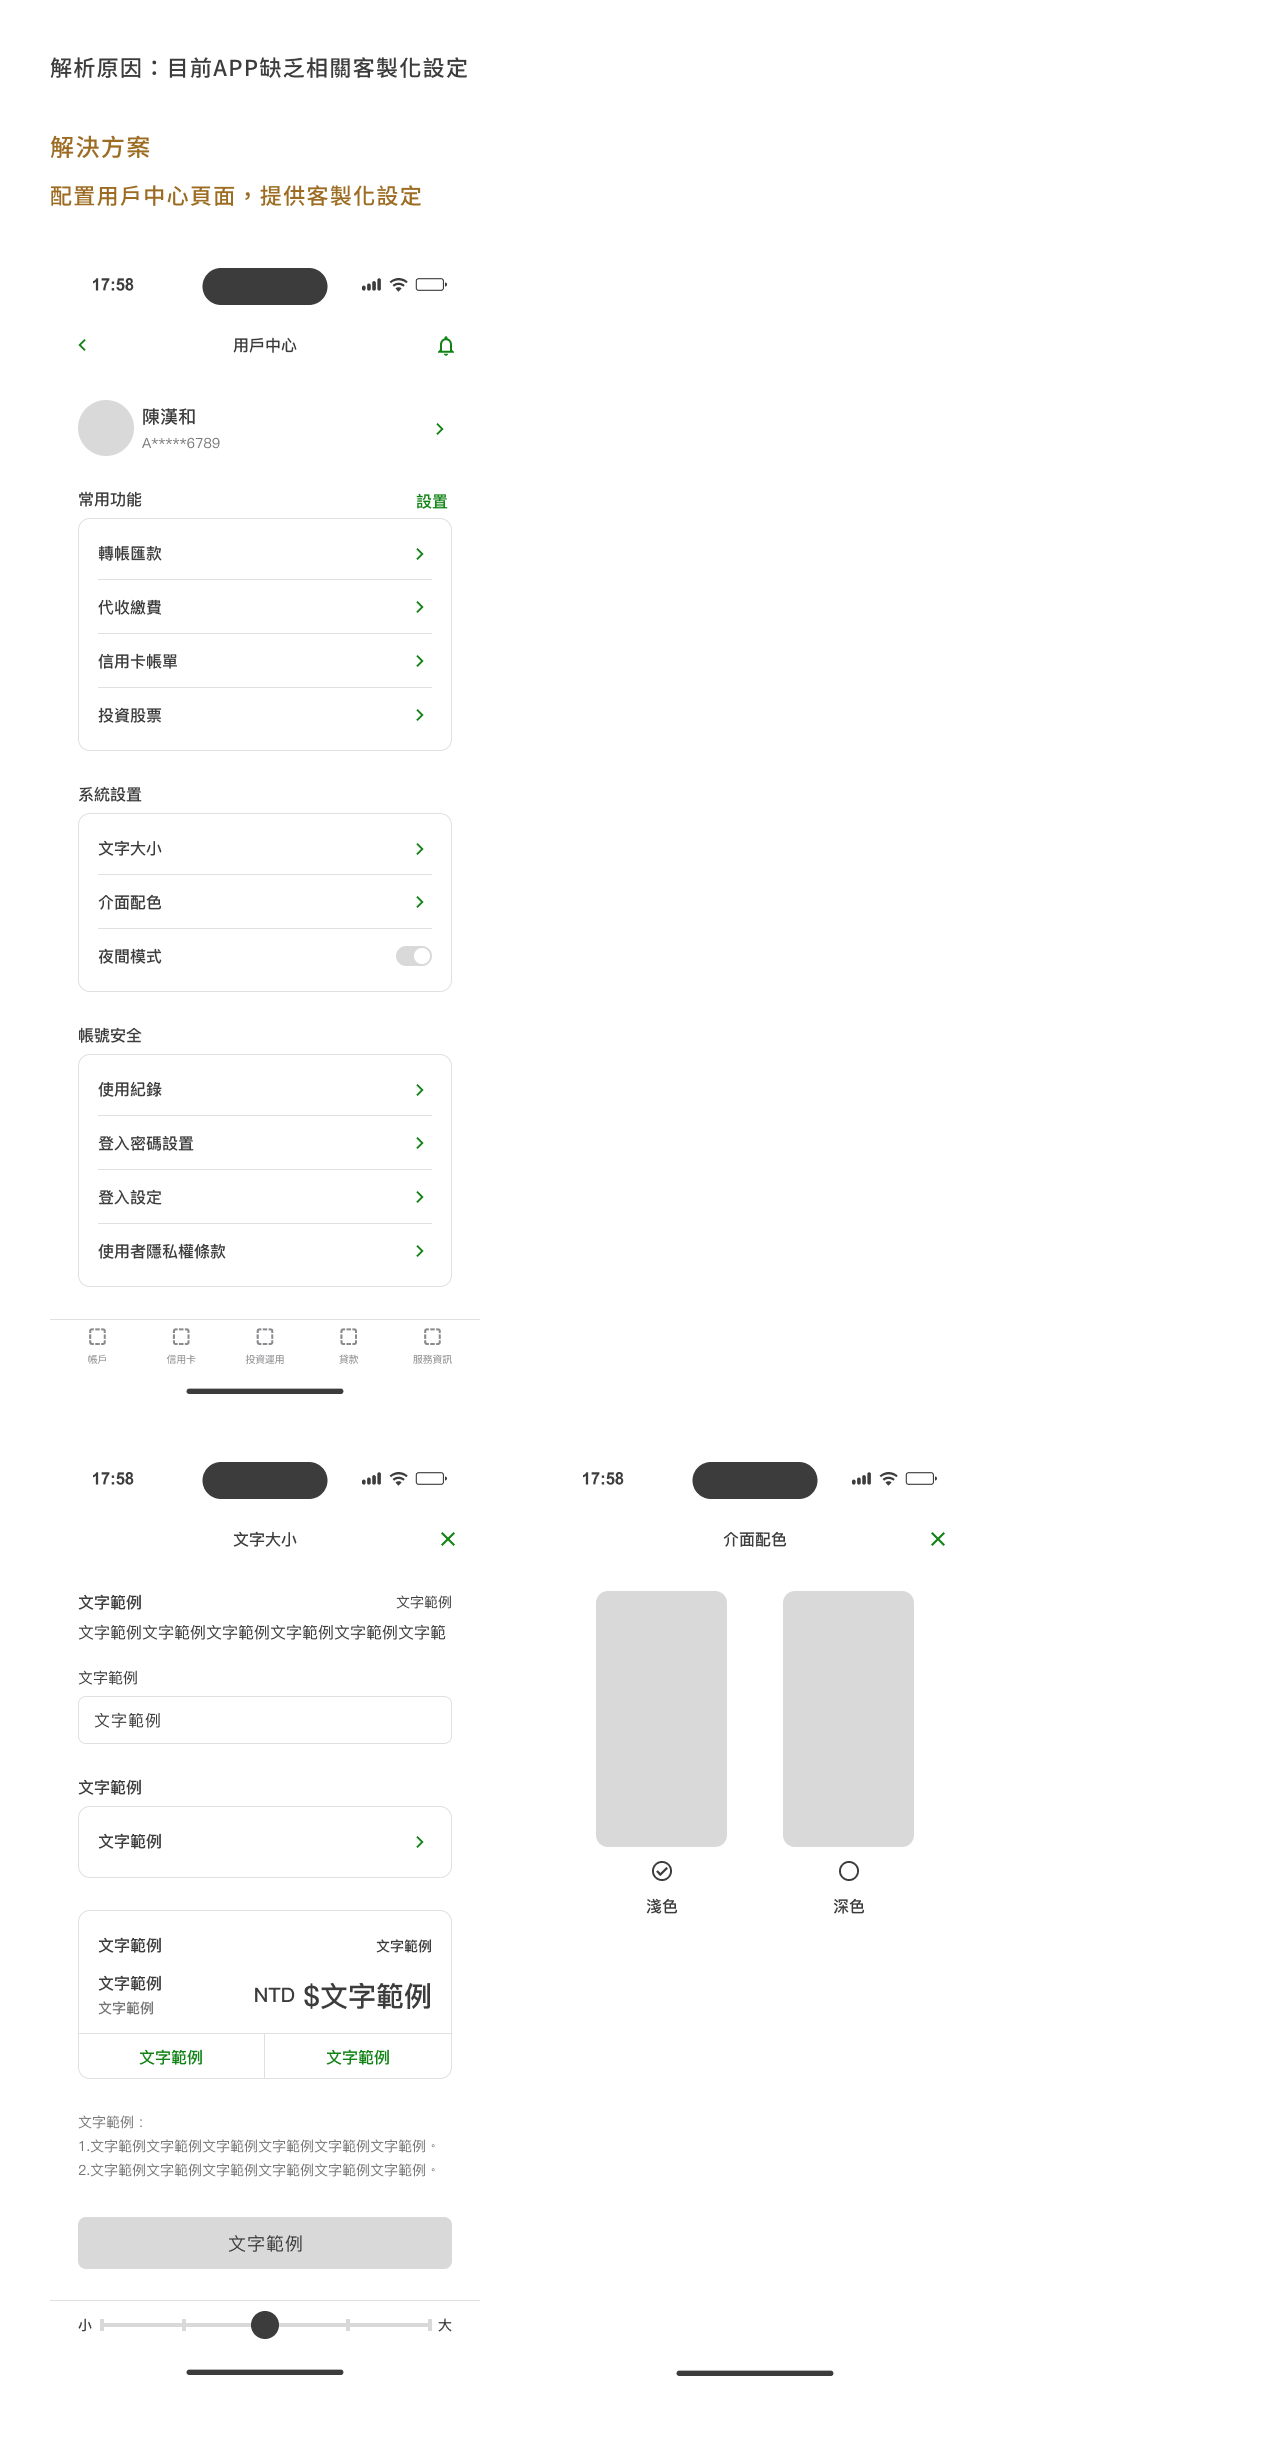 解析原因：目前APP缺乏相關客製化設定
解決方案
配置用戶中心頁面，提供客製化設定
17:58
用戶中心
陳漢和
A*****6789
常用功能
設置
轉帳匯款
代收繳費
信用卡帳單
投資股票
系統設置
文字大小
介面配色
夜間模式
帳號安全
使用紀錄
登入密碼設置
登入設定
使用者隱私權條款
帳戶
信用卡
投資運用
貸款
服務資訊
17:58
文字大小
文字範例
文字範例
文字範例文字範例文字範例文字範例文字範例文字範
文字範例
文字範例
文字範例
文字範例
文字範例
文字範例
文字範例
文字範例
NTD $文字範例
文字範例
文字範例
文字範例：
1.文字範例文字範例文字範例文字範例文字範例文字範例。
2.文字範例文字範例文字範例文字範例文字範例文字範例。
文字範例
小
大
17:58
介面配色
淺色
深色